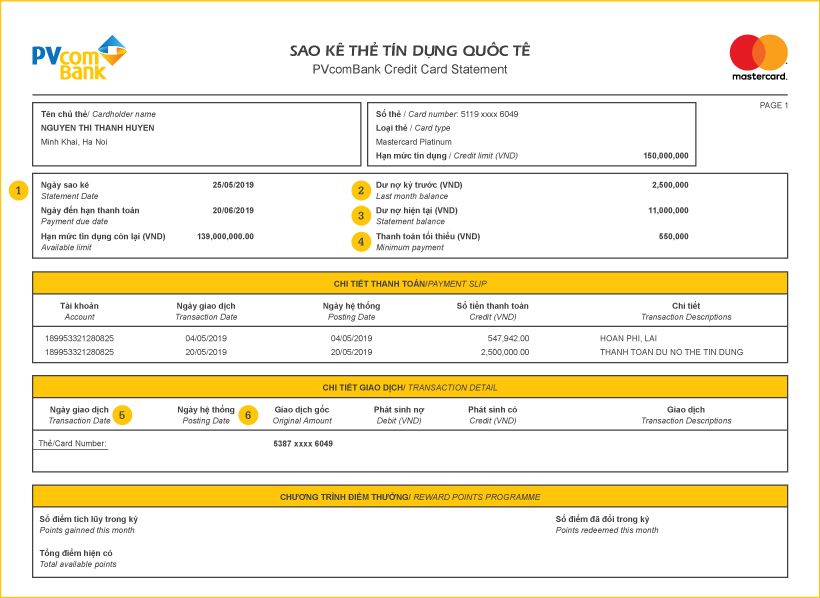 PVcom
Bank
SAO KÊ THẺ TÍN DỤNG QUỐC TẾ
PVcomBank Credit Card Statement
mastercard.
PAGE 1
Tên chủ thẻ/ Cardholder name
NGUYEN THI THANH HUYEN
Minh Khai, Ha Noi
Số thẻ / Card number: 5119 xxxx 6049
Loại thẻ / Card type
Mastercard Platinum
Hạn mức tín dụng / Credit limit (VND) 150,000,000
1 Ngày sao kê 25/05/2019
Statement Date
Ngày đến hạn thanh toán 20/06/2019
Payment due date
Hạn mức tín dụng còn lại (VND) 139,000,000.00
Available limit
2 Dư nợ kỳ trước (VND) 2,500,000
Last month balance
3 Dư nợ hiện tại (VND) 11,000,000
Statement balance
4 Thanh toán tối thiểu (VND) 550,000
Minimum payment
CHI TIẾT THANH TOÁN/PAYMENT SLIP
Tài khoản Ngày giao dịch Ngày hệ thống Số tiền thanh toán Chi tiết
Account Transaction Date Posting Date Credit (VND) Transaction Descriptions
189953321280825 04/05/2019 04/05/2019 547,942.00 HOAN PHI, LAI
189953321280825 20/05/2019 20/05/2019 2,500,000.00 THANH TOAN DU NO THE TIN DUNG
CHI TIẾT GIAO DỊCH/ TRANSACTION DETAIL
Ngày giao dịch 5 Ngày hệ thống 6 Giao dịch gốc Phát sinh nợ Phát sinh có Giao dịch
Transaction Date Posting Date Original Amount Debit (VND) Credit (VND) Transaction Descriptions
Thẻ/Card Number: 5387 xxxx 6049
CHƯƠNG TRÌNH ĐIỂM THƯỞNG/ REWARD POINTS PROGRAMME
Số điểm tích lũy trong kỳ Số điểm đã đổi trong kỳ
Points gainned this month Points redeemed this month
Tổng điểm hiện có
Total available points